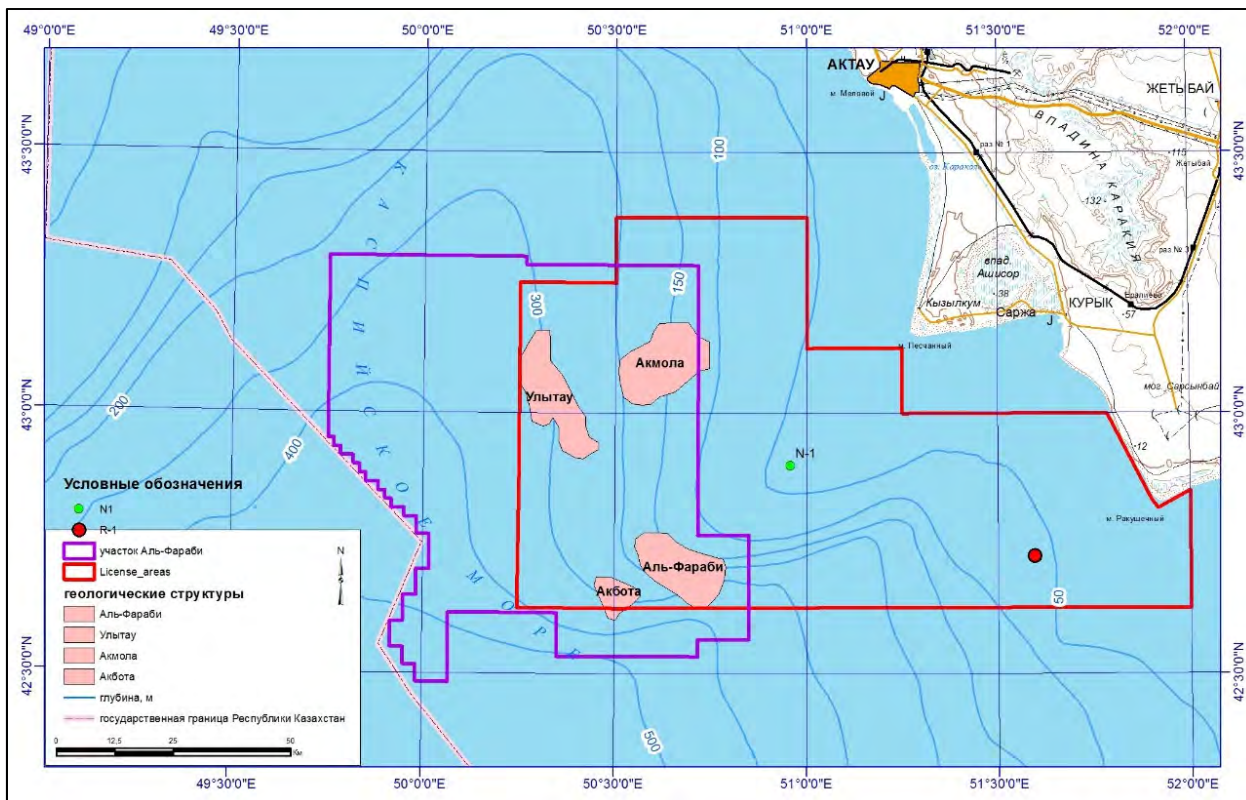 49°0'0"E
49°30'0"E
50°0'0"E
50°30'0"E
51°0'0"E
51°30'0"E
52°0'0"E
АКТАУ
м. Меловой
ЖЕТЫБАЙ
43°30'0"N
43°30'0"N
100
раз № 1
ВПАДИНА КАРАКИЯ
-115
Жетыбай
оз. Караколь
-132
раз № 3
КАСПИЙСКОЕ МОРЕ
впад.
Ашисор
-38
Кызылкум
Саржа
КУРЫК
-57
150
300
м. Песчанный
Акмола
Улытау
мог. Сарсынбай
200
43°0'0"N
43°0'0"N
-12
400
N-1
м. Ракушечный
Аль-Фараби
Акбота
50
42°30'0"N
42°30'0"N
500
Условные обозначения
N1
R-1
участок Аль-Фараби
License_areas
N
геологические структуры
Аль-Фараби
Улытау
Акмола
Акбота
глубина, м
государственная граница Республики Казахстан
0 12,5 25 50
Км
49°30'0"E
50°0'0"E
50°30'0"E
51°0'0"E
51°30'0"E
52°0'0"E